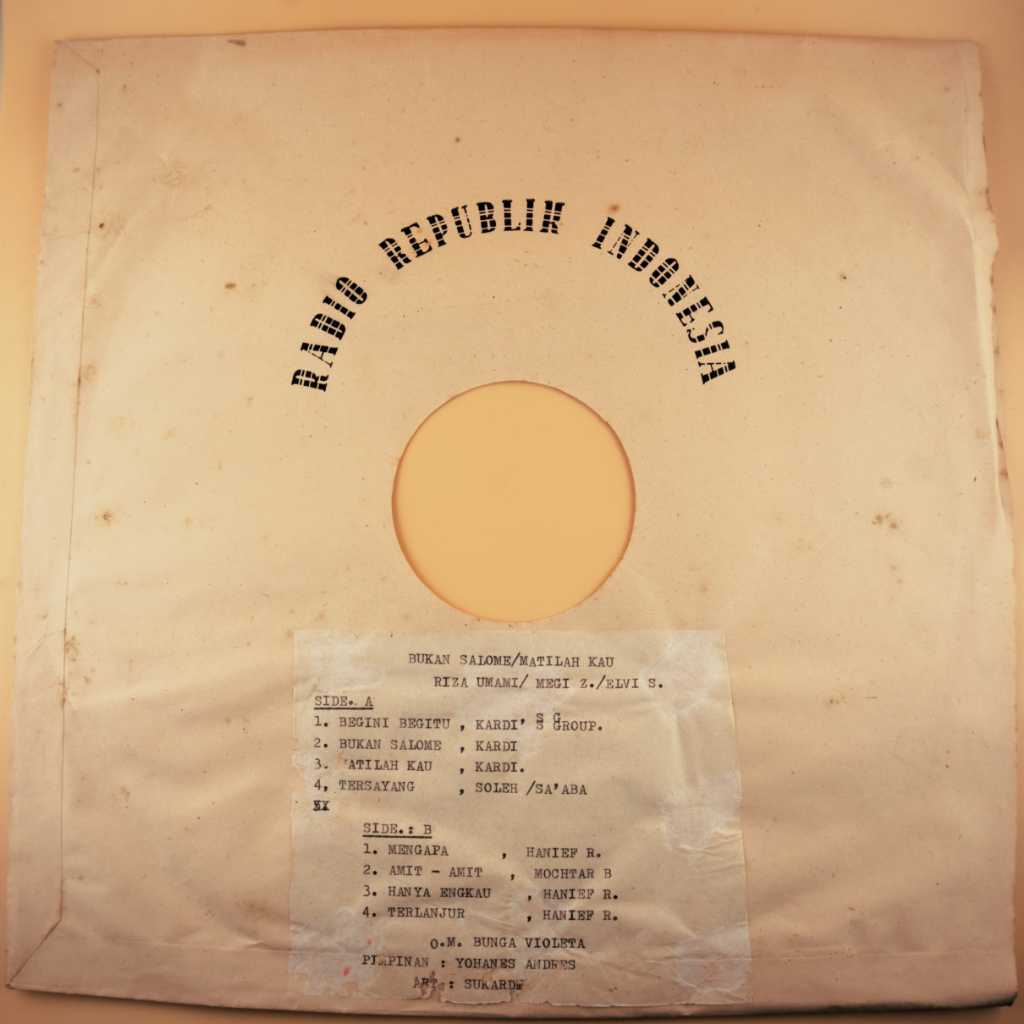 RADIO REPUBLIK INDONESIA
BUKAN SALOME/MATILAH KAU
RIZA UMAMI/ MEGI Z./ELVI S.
SIDE. A
1. BEGINI BEGITU , KARDI'S GROUP.
2. BUKAN SALOME , KARDI
3. ATILAH KAU , KARDI.
4, TERSAYANG , SOLEH /SA'ABA
SIDE.: B
1. MENGAPA , HANIEF R.
2. AMIT - AMIT , MOCHTAR B
3. HANYA ENGKAU , HANIEF R.
4. TERLANJUR , HANIEF R.
O.M. BUNGA VIOLETA
PIMPINAN : YOHANES ANDRES
ART. :